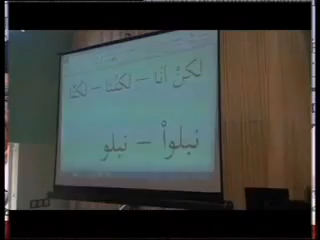 لكنْ أنا – لكننا – لكنا
نبلواْ – نبلو